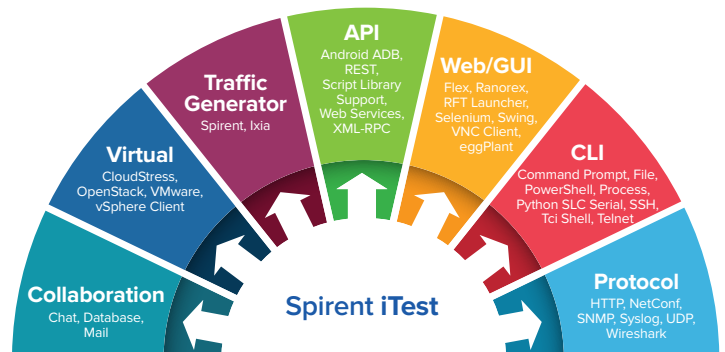 Collaboration
Chat, Database,
Mail
Virtual
CloudStress,
OpenStack, VMware,
vSphere Client
Traffic
Generator
Spirent, Ixia
API
Android ADB,
REST,
Script Library
Support,
Web Services,
XML-RPC
Web/GUI
Flex, Ranorex,
RFT Launcher,
Selenium, Swing,
VNC Client,
eggPlant
CLI
Command Prompt, File,
PowerShell, Process,
Python SLC Serial, SSH,
Tci Shell, Telnet
Protocol
HTTP, NetConf,
SNMP, Syslog, UDP,
Wireshark
Spirent iTest